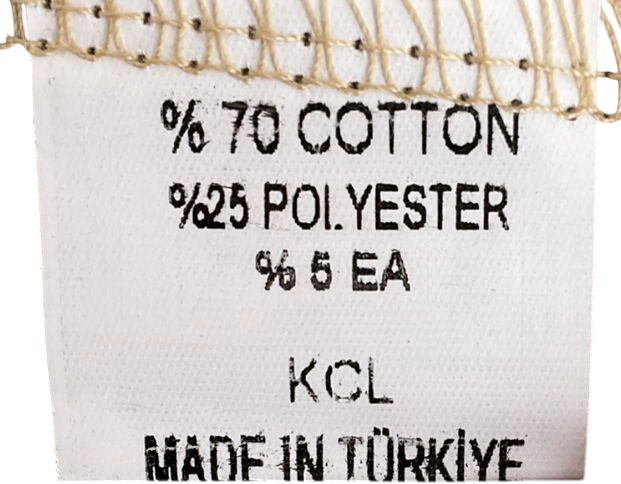 % 70 COTTON
%25 POLYESTER
% 5 EA
KCL
MADE IN TÜRKİYE